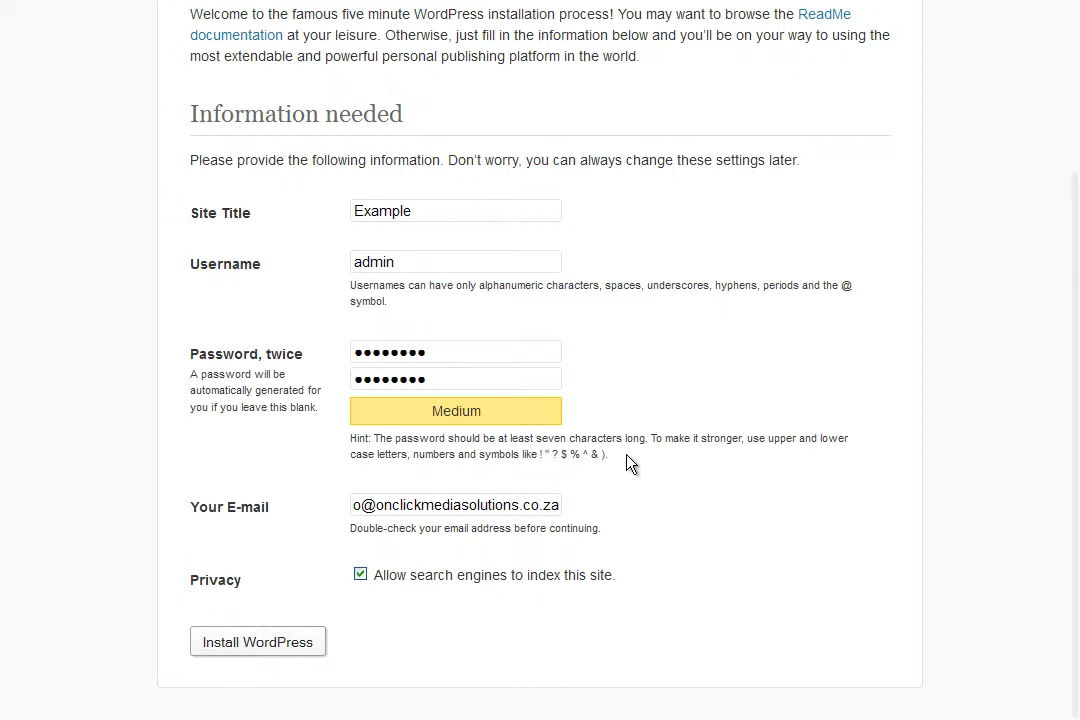 Welcome to the famous five minute WordPress installation process! You may want to browse the ReadMe
documentation at your leisure. Otherwise, just fill in the information below and you’ll be on your way to using the
most extendable and powerful personal publishing platform in the world.
Information needed
Please provide the following information. Don’t worry, you can always change these settings later.
Site Title
Example
Username
admin
Usernames can have only alphanumeric characters, spaces, underscores, hyphens, periods and the @
symbol.
Password, twice
A password will be
automatically generated for
you if you leave this blank.
●●●●●●●●
●●●●●●●●
Medium
Hint: The password should be at least seven characters long. To make it stronger, use upper and lower
case letters, numbers and symbols like ! " ? $ % ^ & ).
Your E-mail
o@onclickmediasolutions.co.za
Double-check your email address before continuing.
Privacy
Allow search engines to index this site.
Install WordPress